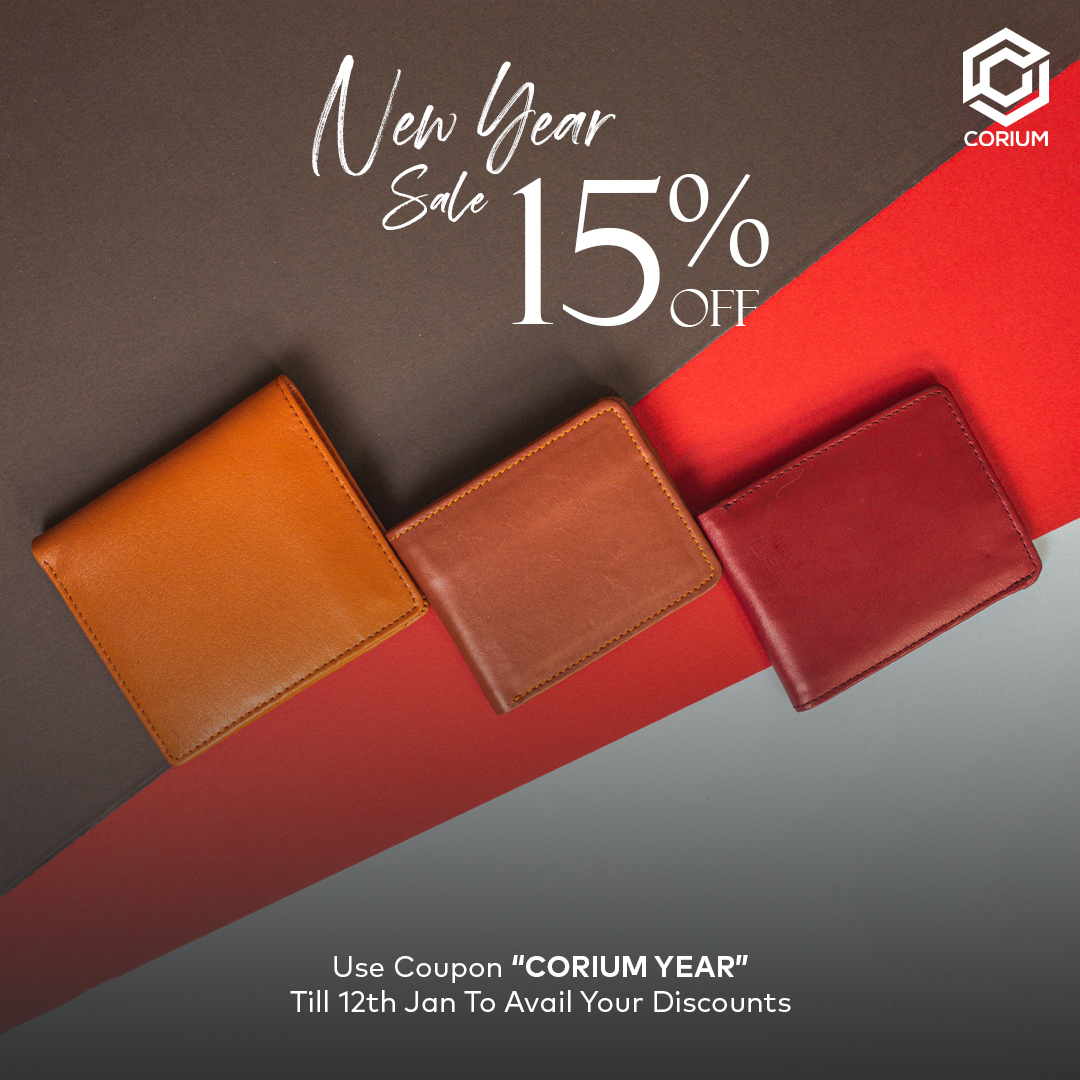 New Year
Sale 15%
OFF
CORIUM
Use Coupon “CORIUM YEAR”
Till 12th Jan To Avail Your Discounts